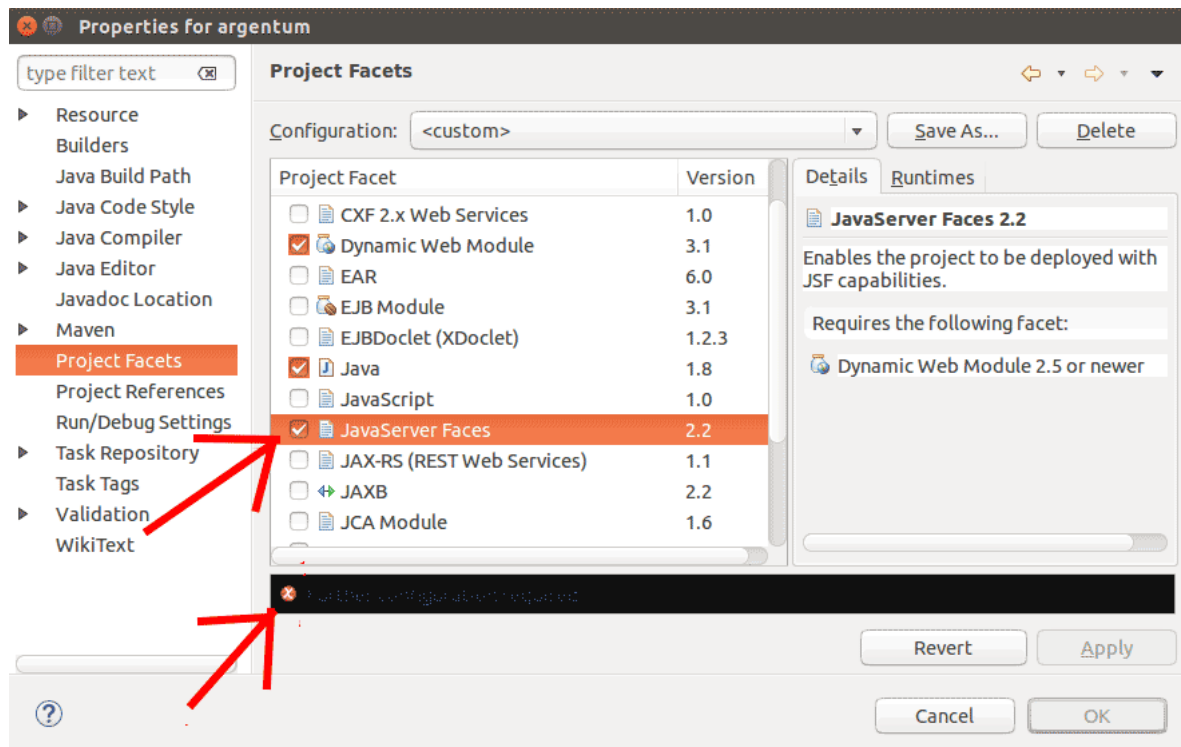 Properties for argentum
type filter text
Project Facets
Resource
Builders
Java Build Path
Java Code Style
Java Compiler
Java Editor
Javadoc Location
Maven
Project Facets
Project References
Run/Debug Settings
Task Repository
Task Tags
Validation
WikiText
Configuration: <custom> Save As... Delete
Project Facet Version
CXF 2.x Web Services 1.0
Dynamic Web Module 3.1
EAR 6.0
EJB Module 3.1
EJBDoclet (XDoclet) 1.2.3
Java 1.8
JavaScript 1.0
JavaServer Faces 2.2
JAX-RS (REST Web Services) 1.1
JAXB 2.2
JCA Module 1.6
Details Runtimes
JavaServer Faces 2.2
Enables the project to be deployed with
JSF capabilities.
Requires the following facet:
Dynamic Web Module 2.5 or newer
Further configuration required
Revert Apply
Cancel OK